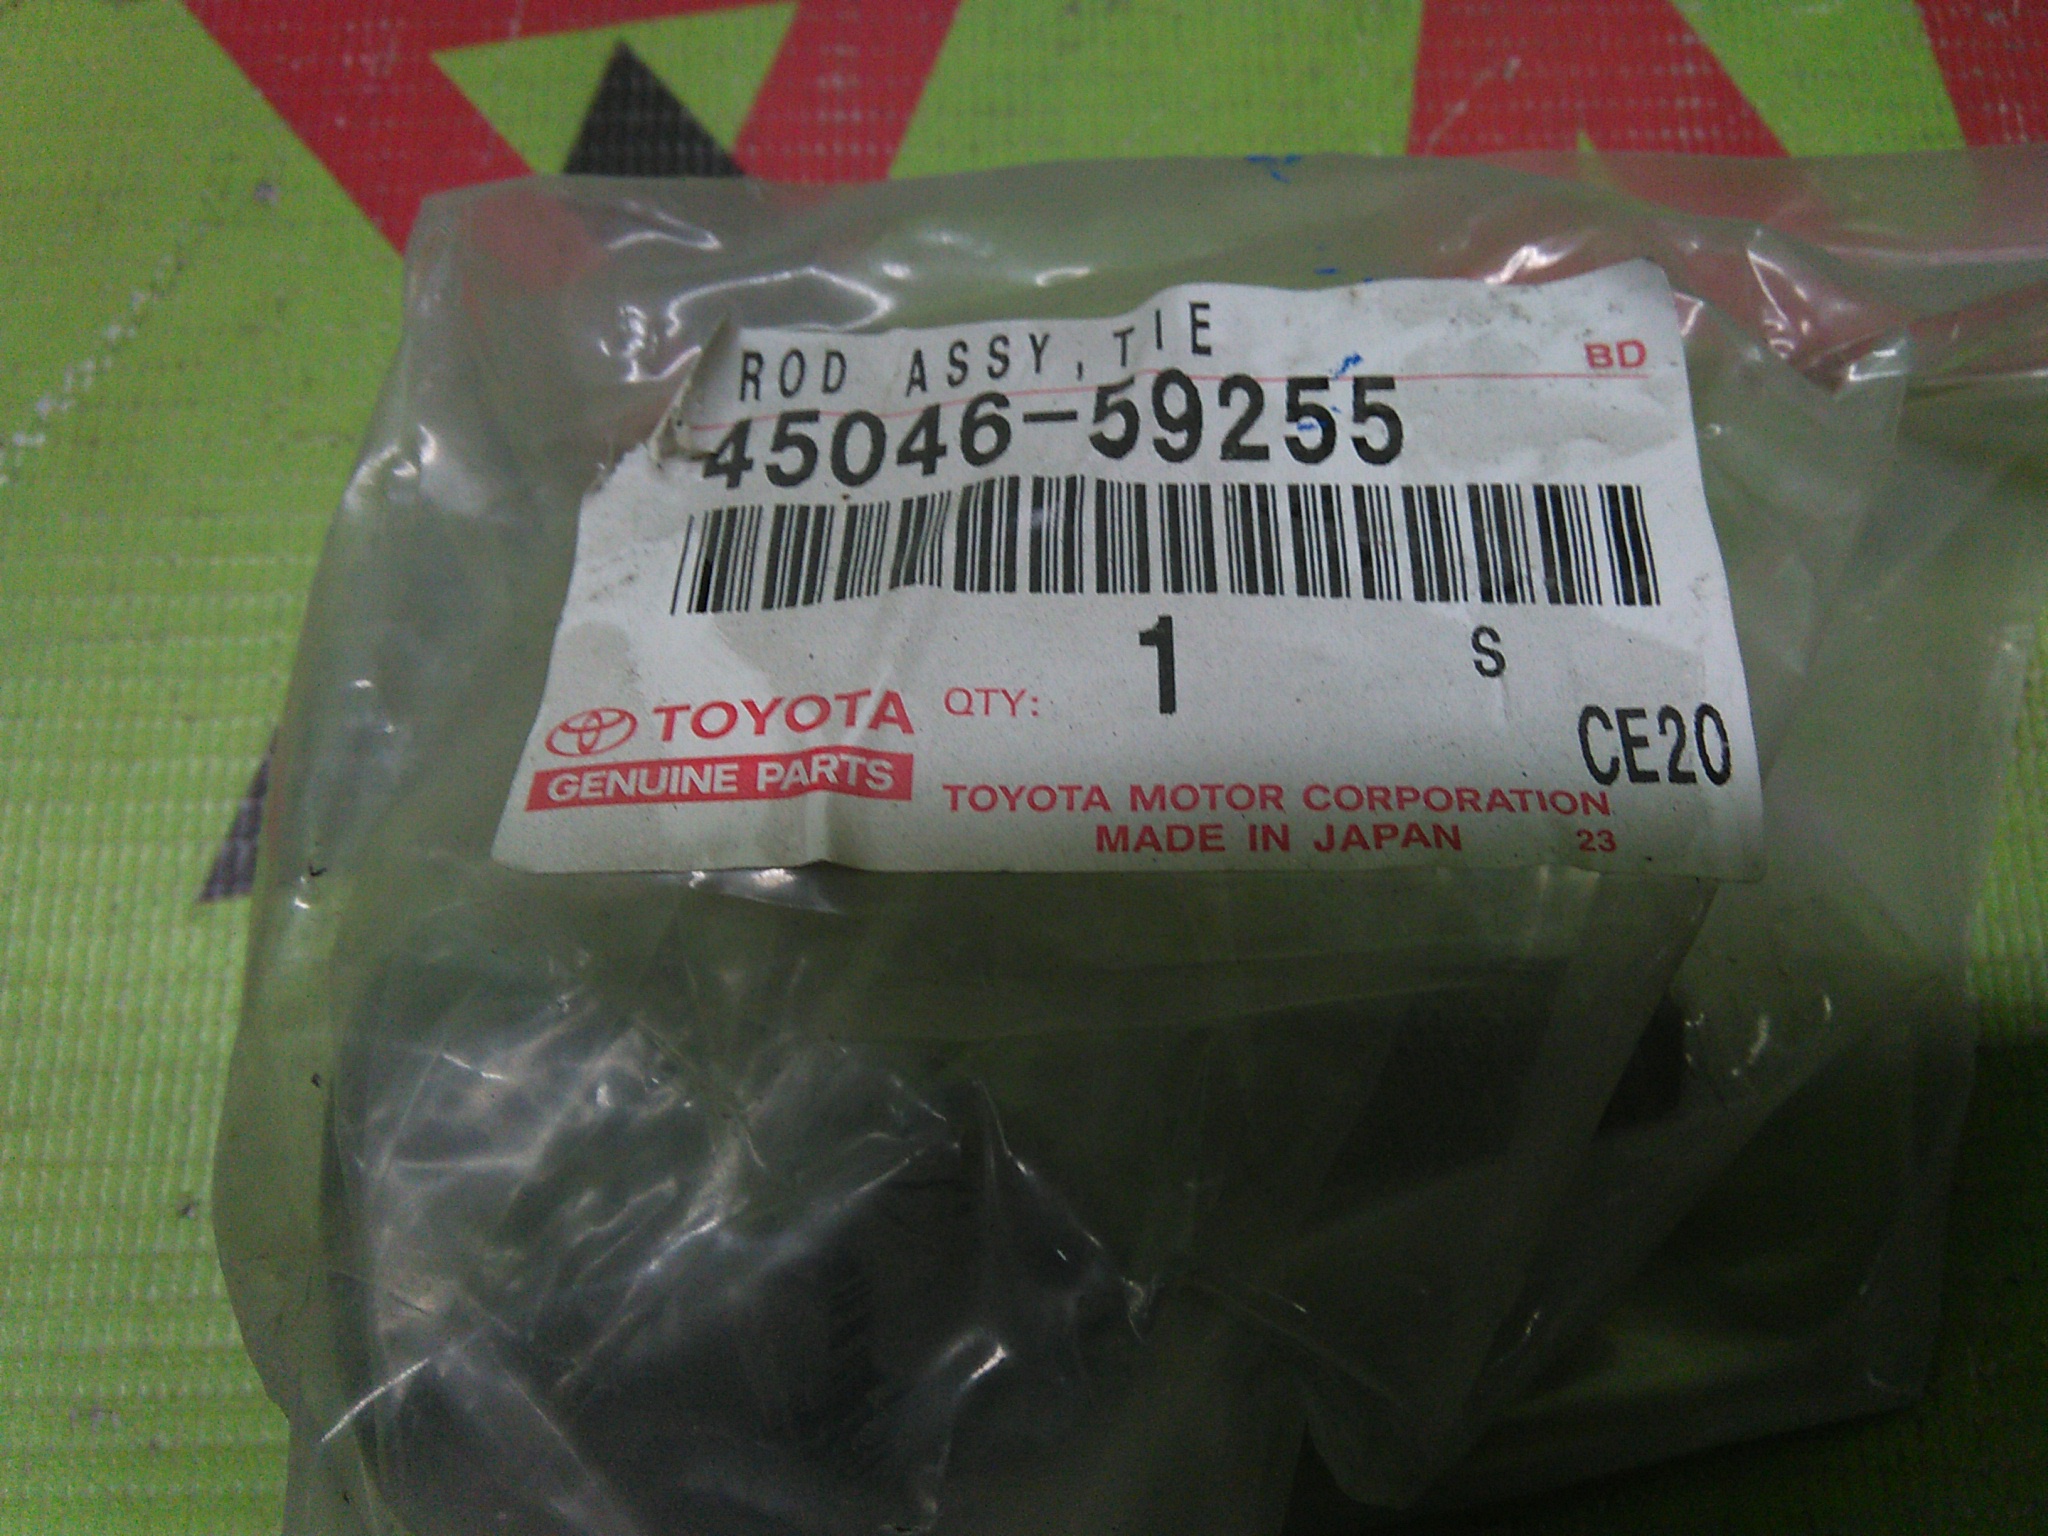 ROD ASSY, TIE
BD
45046-59255
1
S
TOYOTA
QTY:
CE20
GENUINE PARTS
TOYOTA MOTOR CORPORATION
MADE IN JAPAN
23